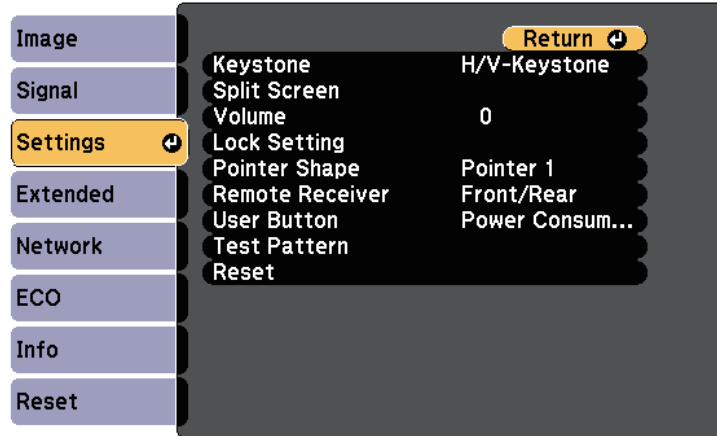 Image
Signal
Settings
Extended
Network
ECO
Info
Reset
Return
Keystone H/V-Keystone
Split Screen
Volume 0
Lock Setting
Pointer Shape Pointer 1
Remote Receiver Front/Rear
User Button Power Consum...
Test Pattern
Reset